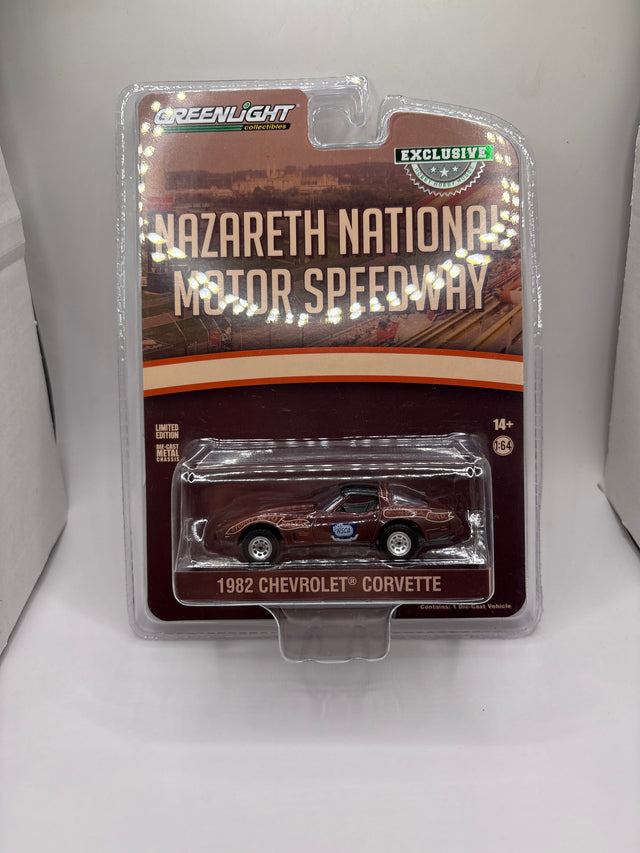 GREENLIGHT
collectibles
EXCLUSIVE
NAZARETH NATIONAL
MOTOR SPEEDWAY
LIMITED
EDITION
DIE-CAST
METAL
CHASSIS
14+
1:64
NSCA
1982 CHEVROLET® CORVETTE
Contains: 1 Die-Cast Vehicle